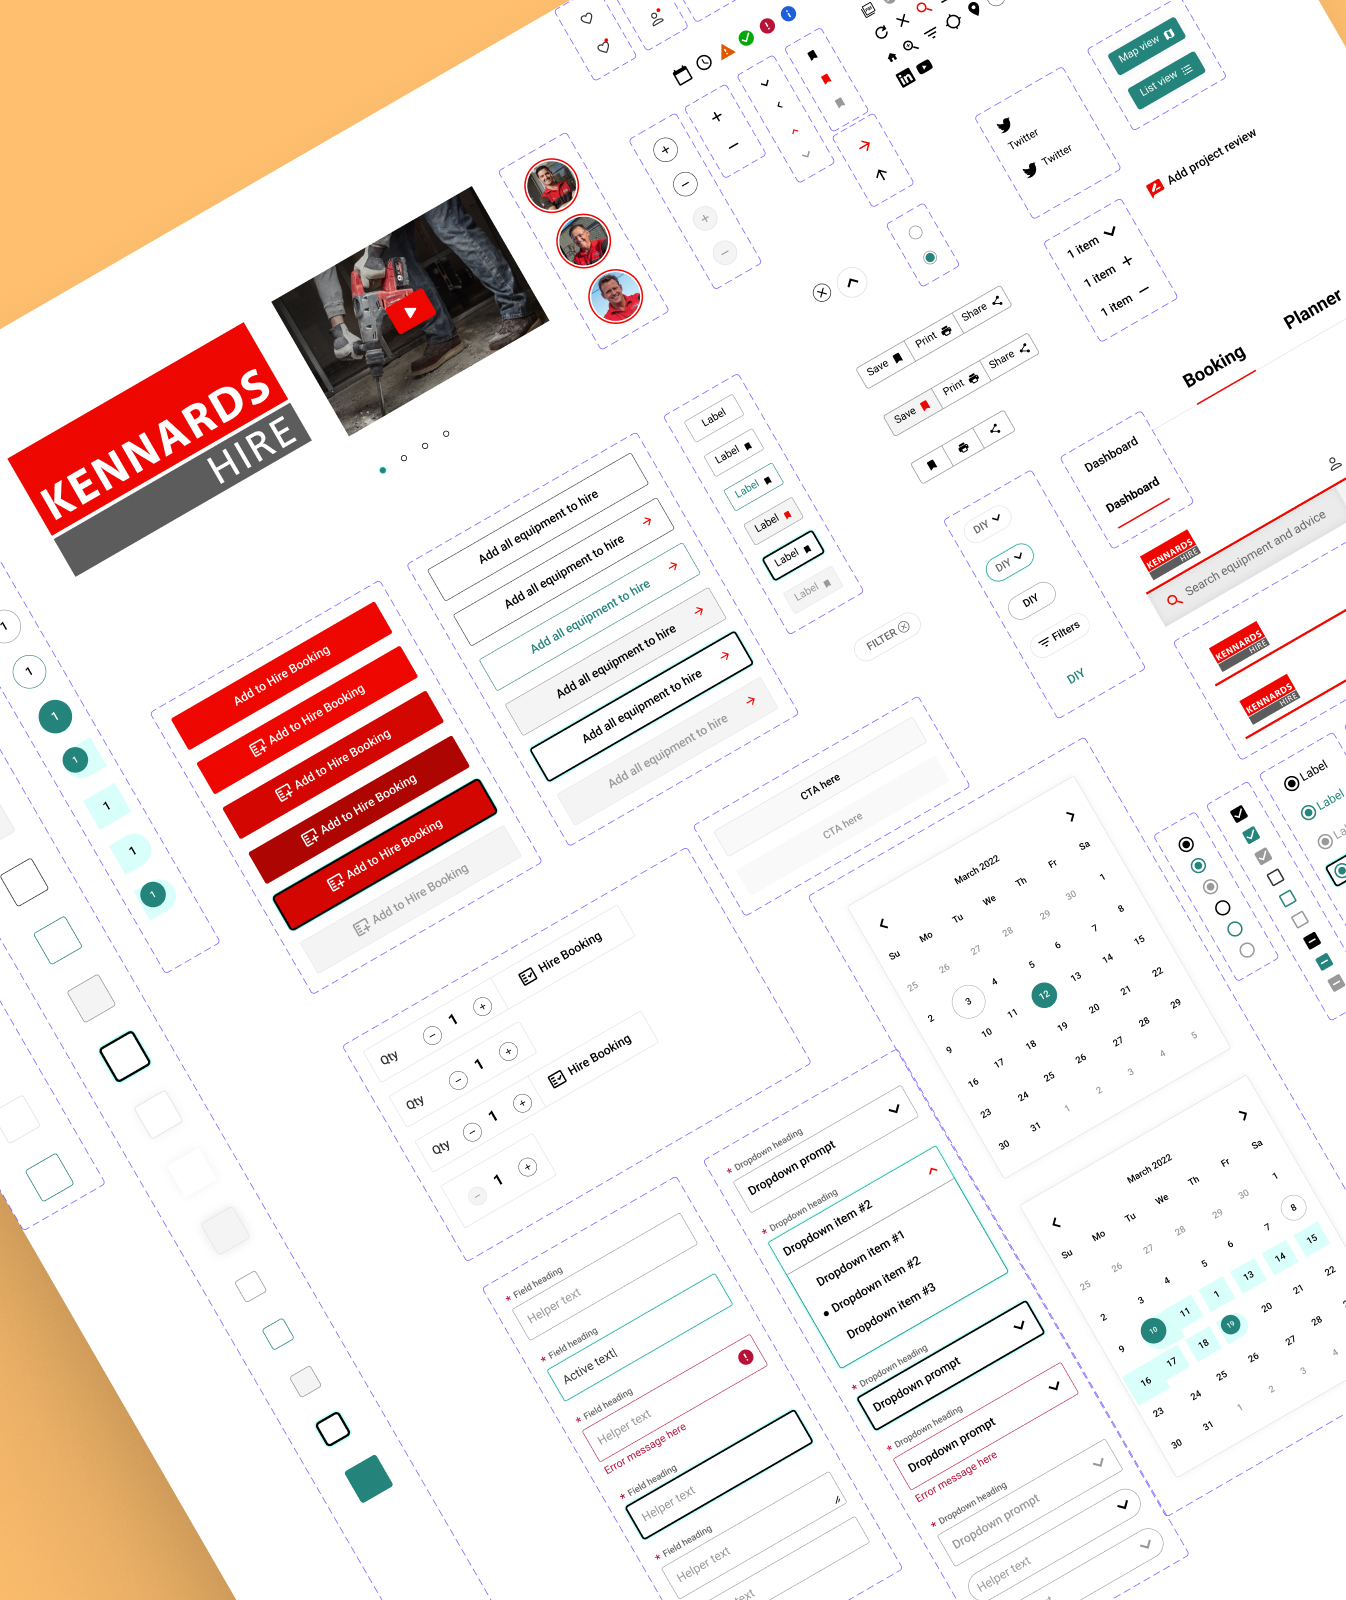 Map view
List view
Twitter
Twitter
Add project review
1 item
1 item
1 item
Planner
Booking
Save Print Share
Save Print Share
KENNARDS
HIRE
Dashboard
Dashboard
KENNARDS
HIRE
Search equipment and advice
KENNARDS
HIRE
KENNARDS
HIRE
Label
Label
Label
Label
Label
Label
DIY
DIY
DIY
Filters
DIY
FILTER
Add all equipment to hire
Add all equipment to hire
Add all equipment to hire
Add all equipment to hire
Add all equipment to hire
Add all equipment to hire
1
1
1
1
1
1
1
Add to Hire Booking
Add to Hire Booking
Add to Hire Booking
Add to Hire Booking
Add to Hire Booking
Add to Hire Booking
CTA here
CTA here
Label
Label
Qty 1 Hire Booking
Qty 1
Qty 1 Hire Booking
1
March 2022
Su Mo Tu We Th Fr Sa
25 26 27 28 29 30 1
2 3 4 5 6 7 8
9 10 11 12 13 14 15
16 17 18 19 20 21 22
23 24 25 26 27 28 29
30 31 1 2 3 4 5
March 2022
Su Mo Tu We Th Fr Sa
25 26 27 28 29 30 1
2 3 4 5 6 7 8
9 10 11 1 13 14 15
16 17 18 19 20 21 22
23 24 25 26 27 28
30 31 1 2 3 4
* Field heading
Helper text
* Field heading
Active text
* Field heading
Helper text
Error message here
* Field heading
Helper text
* Field heading
Helper text
text
* Dropdown heading
Dropdown prompt
* Dropdown heading
Dropdown item #2
Dropdown item #1
Dropdown item #2
Dropdown item #3
* Dropdown heading
Dropdown prompt
* Dropdown heading
Dropdown prompt
Error message here
* Dropdown heading
Dropdown prompt
Helper text